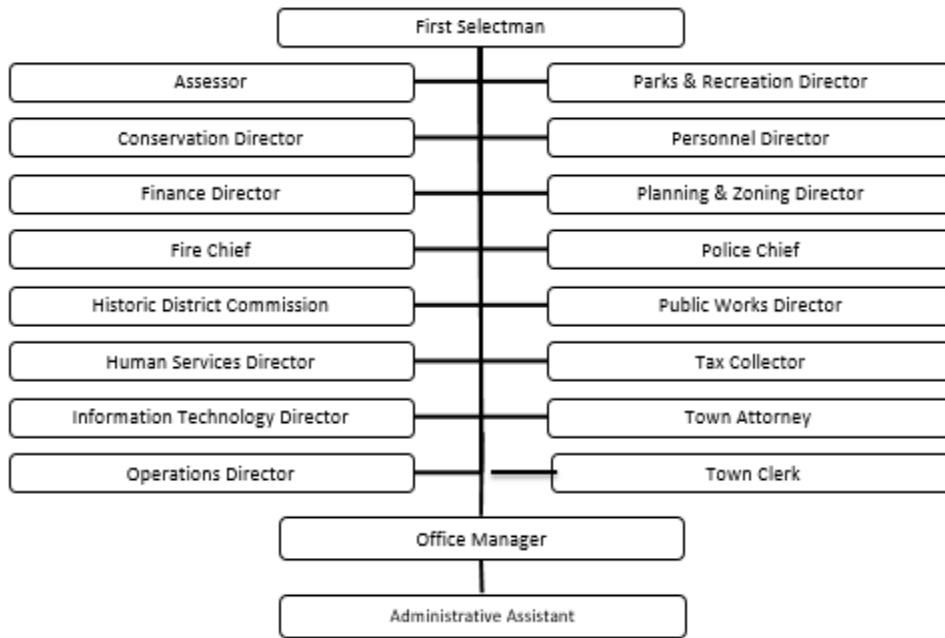 First Selectman
Assessor
Parks & Recreation Director
Conservation Director
Personnel Director
Finance Director
Planning & Zoning Director
Fire Chief
Police Chief
Historic District Commission
Public Works Director
Human Services Director
Tax Collector
Information Technology Director
Town Attorney
Operations Director
Town Clerk
Office Manager
Administrative Assistant